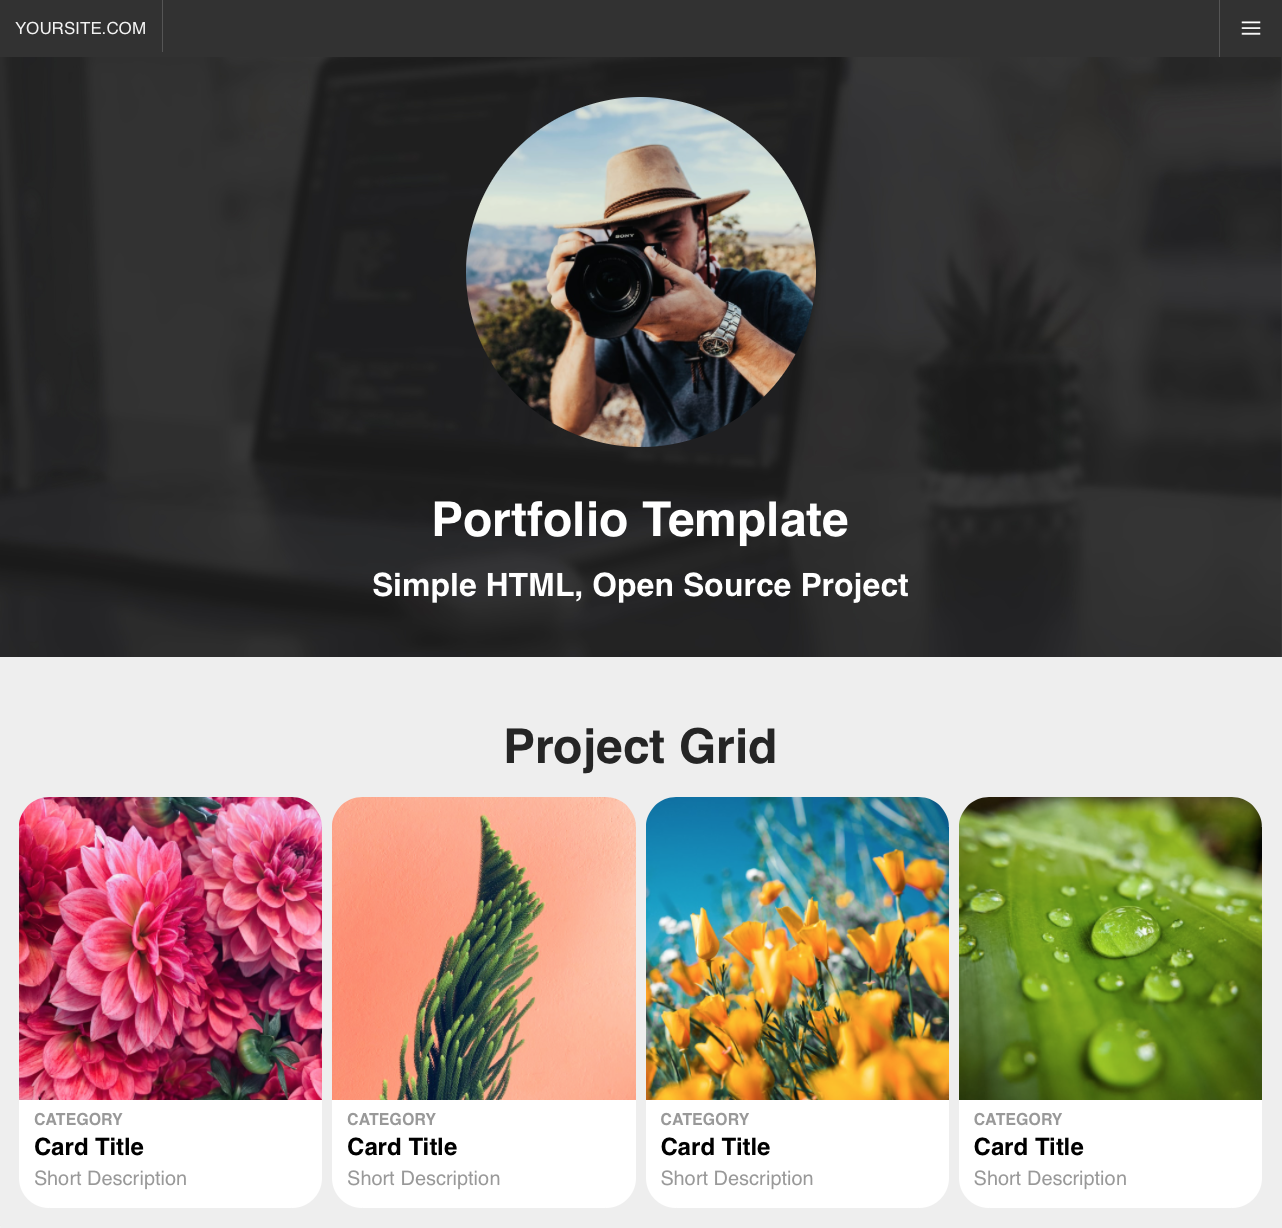 YOURSITE.COM
SONY
Portfolio Template
Simple HTML, Open Source Project
Project Grid
CATEGORY
Card Title
Short Description
CATEGORY
Card Title
Short Description
CATEGORY
Card Title
Short Description
CATEGORY
Card Title
Short Description